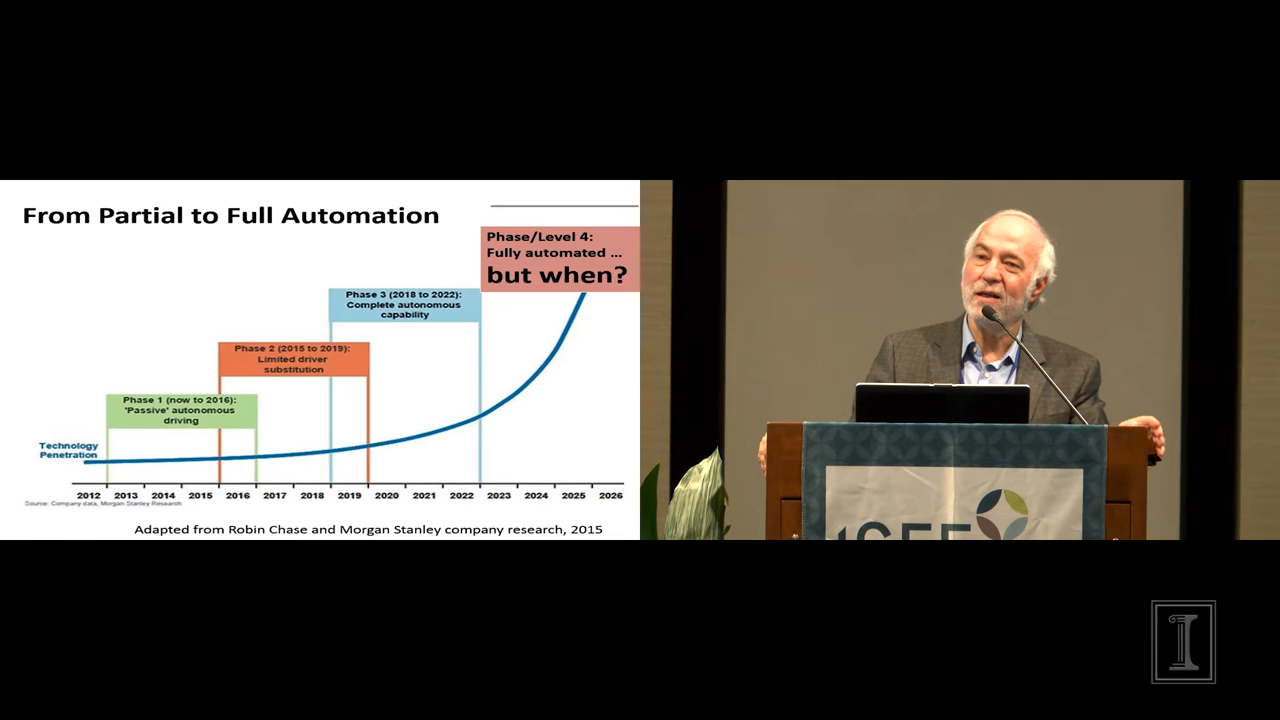 From Partial to Full Automation
Phase/Level 4:
Fully automated ...
but when?
Phase 3 (2018 to 2022):
Complete autonomous
capability
Phase 2 (2015 to 2019):
Limited driver
substitution
Phase 1 (now to 2016):
'Passive' autonomous
driving
Technology
Penetration
2012 2013 2014 2015 2016 2017 2018 2019 2020 2021 2022 2023 2024 2025 2026
Source: Company data, Morgan Stanley Research
Adapted from Robin Chase and Morgan Stanley company research, 2015
I